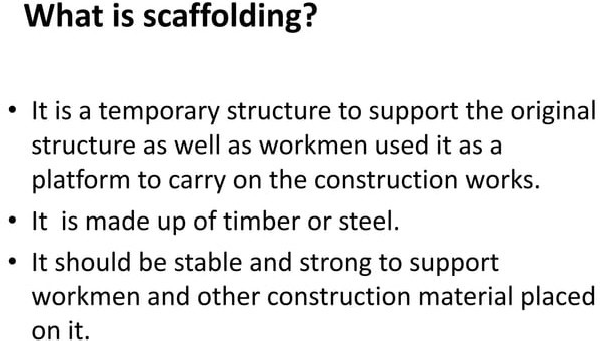 What is scaffolding?
• It is a temporary structure to support the original
structure as well as workmen used it as a
platform to carry on the construction works.
• It is made up of timber or steel.
• It should be stable and strong to support
workmen and other construction material placed
on it.